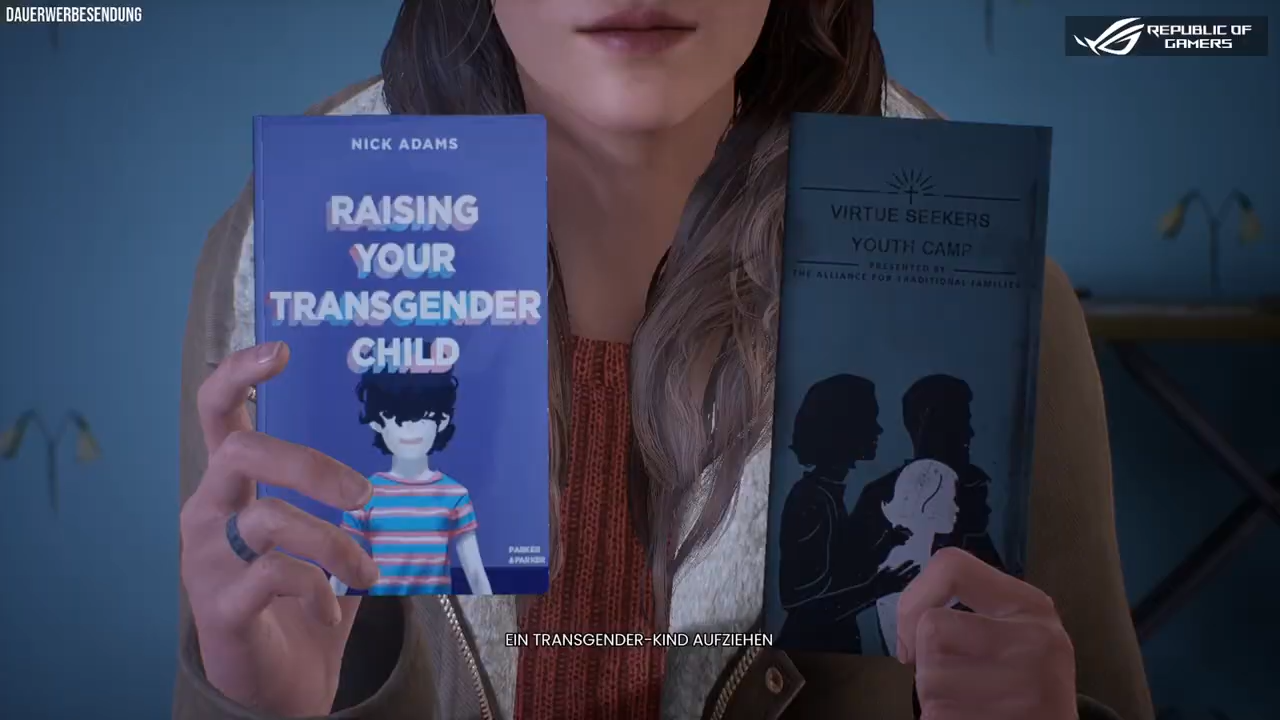 DAUERWERBESENDUNG
REPUBLIC OF
GAMERS
NICK ADAMS
RAISING
YOUR
TRANSGENDER
CHILD
PARKER
&PARKER
VIRTUE SEEKERS
YOUTH CAMP
PRESENTED BY
THE ALLIANCE FOR TRADITIONAL FAMILIES
EIN TRANSGENDER-KIND AUFZIEHEN